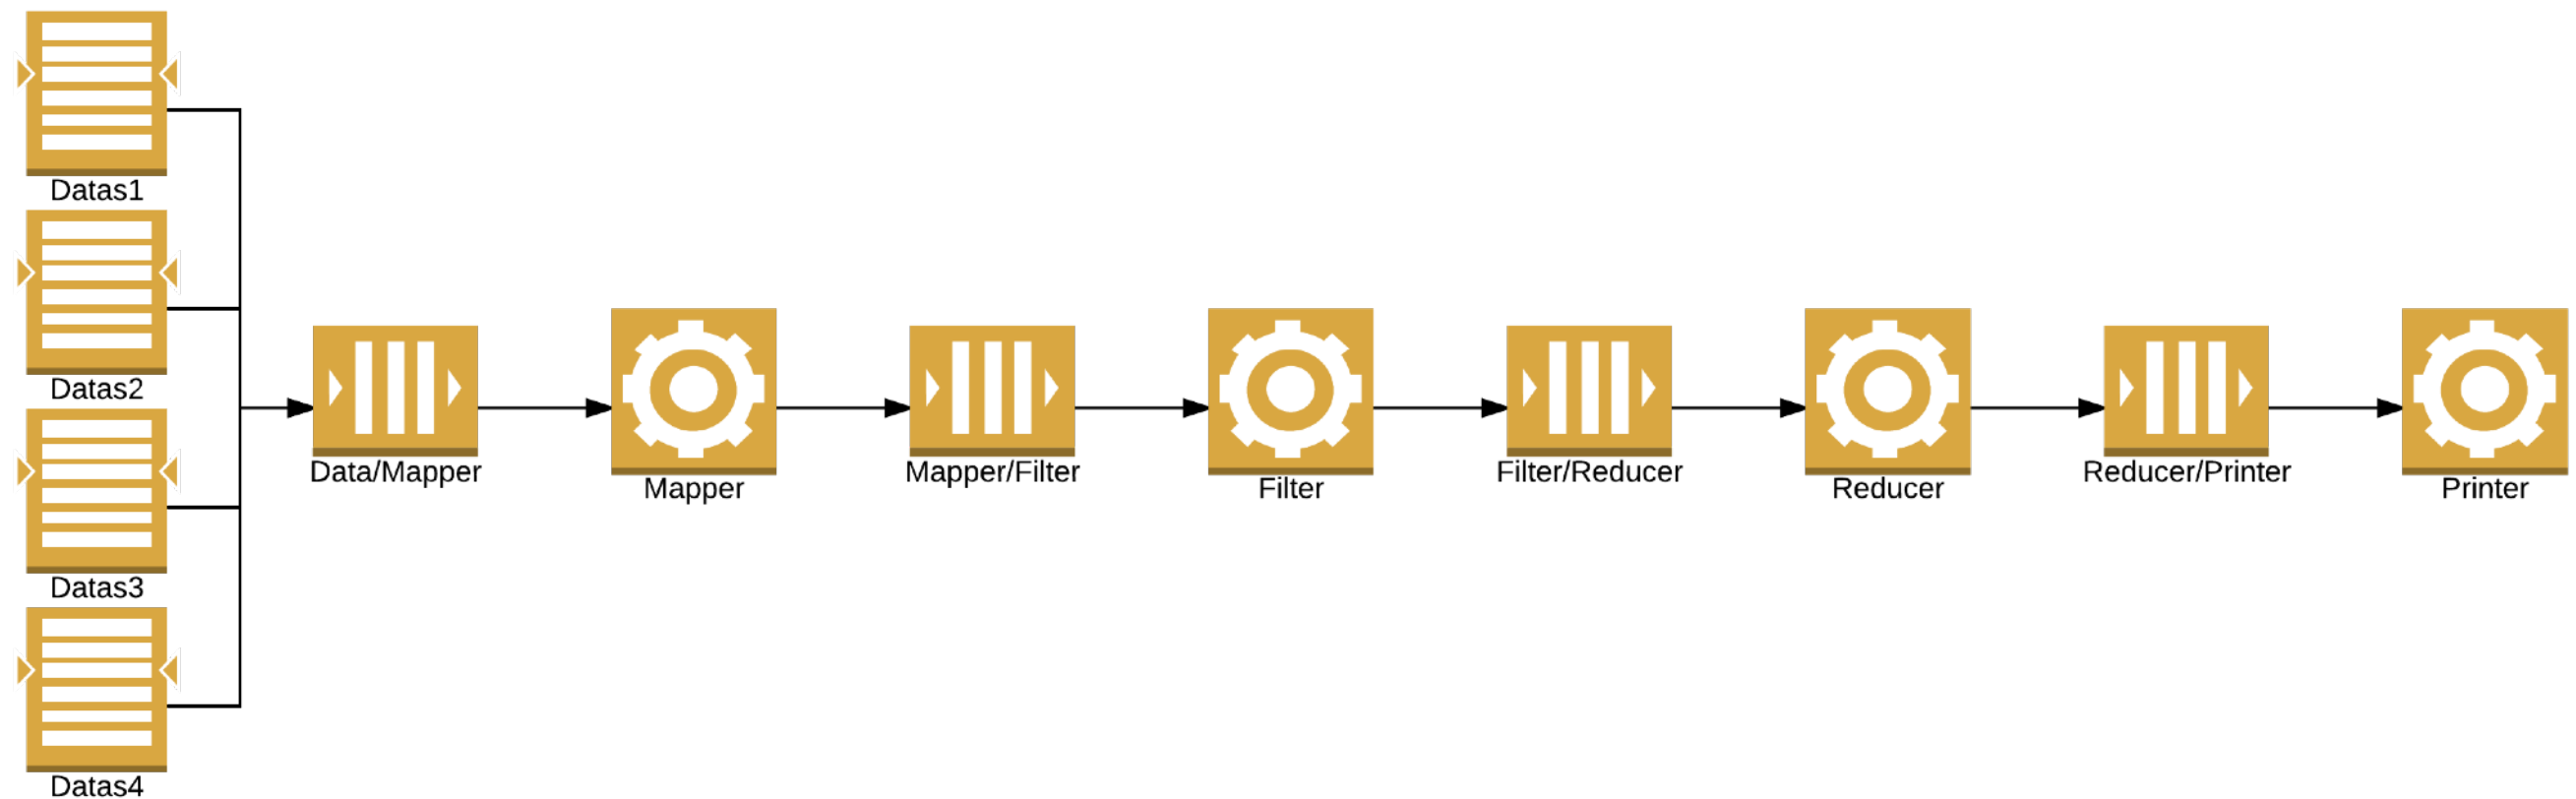 Datas1
Datas2
Datas3
Datas4
Data/Mapper
Mapper
Mapper/Filter
Filter
Filter/Reducer
Reducer
Reducer/Printer
Printer